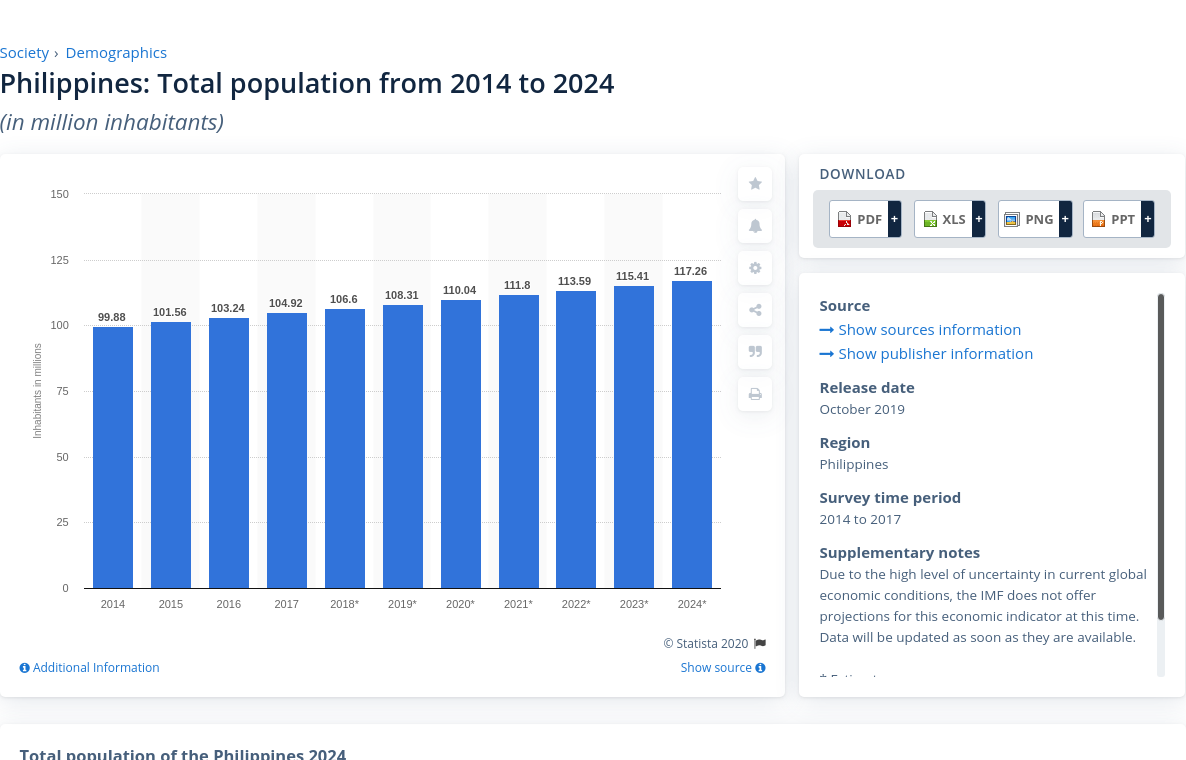 Society › Demographics
Philippines: Total population from 2014 to 2024
(in million inhabitants)
150
125
100
75
50
25
0
Inhabitants in millions
99.88
101.56
103.24
104.92
106.6
108.31
110.04
111.8
113.59
115.41
117.26
2014
2015
2016
2017
2018*
2019*
2020*
2021*
2022*
2023*
2024*
© Statista 2020
Additional Information
Show source
DOWNLOAD
PDF +
XLS +
PNG +
PPT +
Source
Show sources information
Show publisher information
Release date
October 2019
Region
Philippines
Survey time period
2014 to 2017
Supplementary notes
Due to the high level of uncertainty in current global
economic conditions, the IMF does not offer
projections for this economic indicator at this time.
Data will be updated as soon as they are available.
Total population of the Philippines 2024